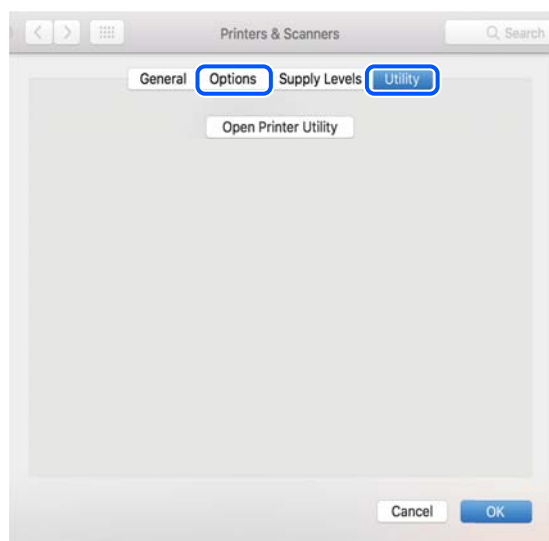 Printers & Scanners Search
General Options Supply Levels Utility
Open Printer Utility
Cancel OK